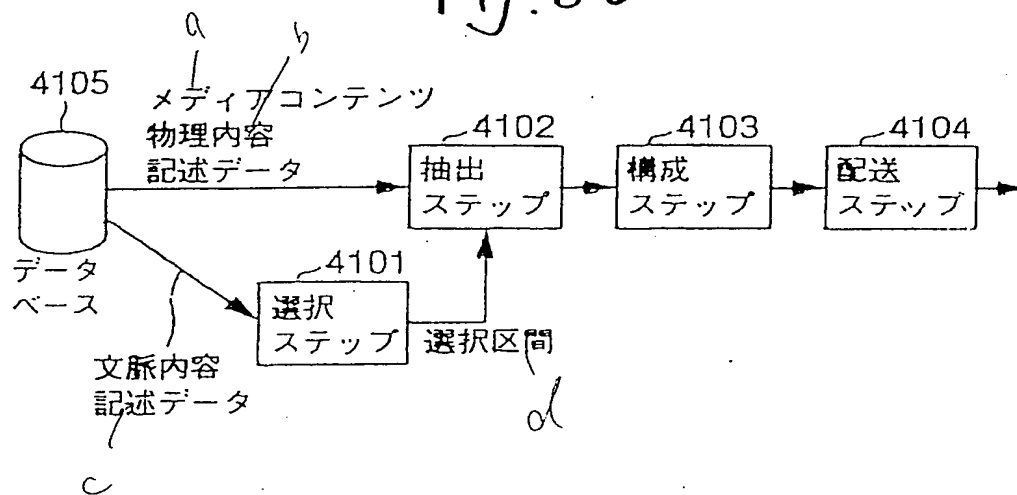 a
b
4105
メディアコンテンツ
物理内容
記述データ
4102
抽出
ステップ
4103
構成
ステップ
4104
配送
ステップ
データ
ベース
4101
選択
ステップ
選択区間
文脈内容
記述データ
c
d